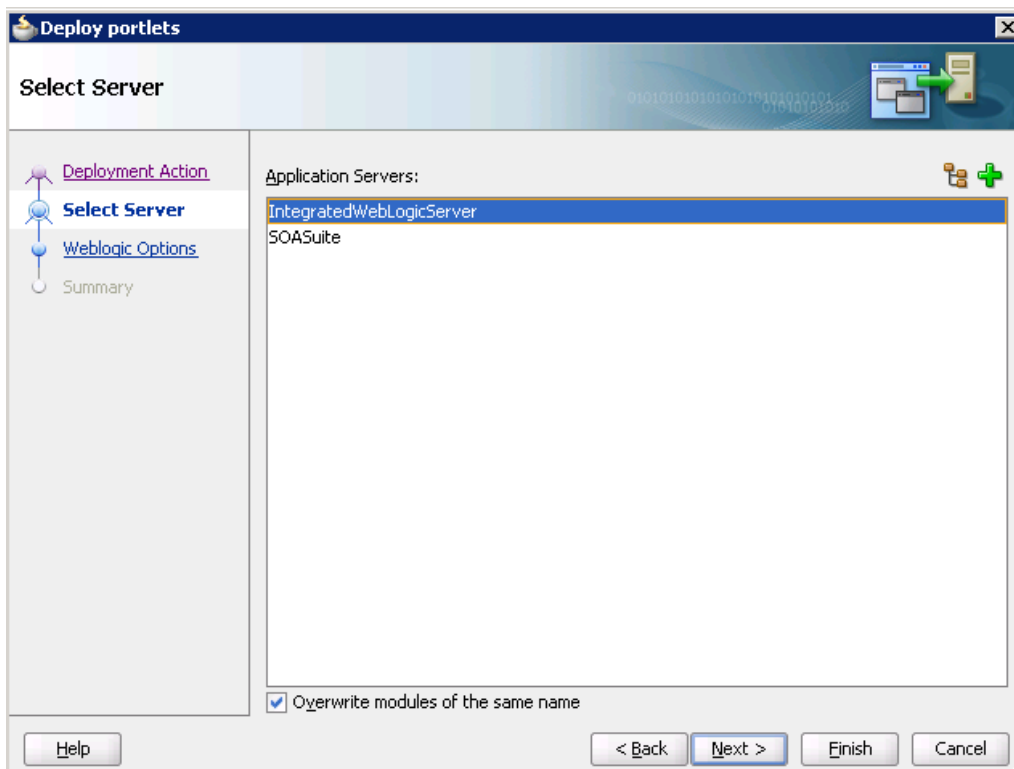 Deploy portlets
Select Server
Deployment Action
Select Server
Weblogic Options
Summary
Application Servers:
IntegratedWebLogicServer
SOASuite
Overwrite modules of the same name
Help
< Back
Next >
Finish
Cancel